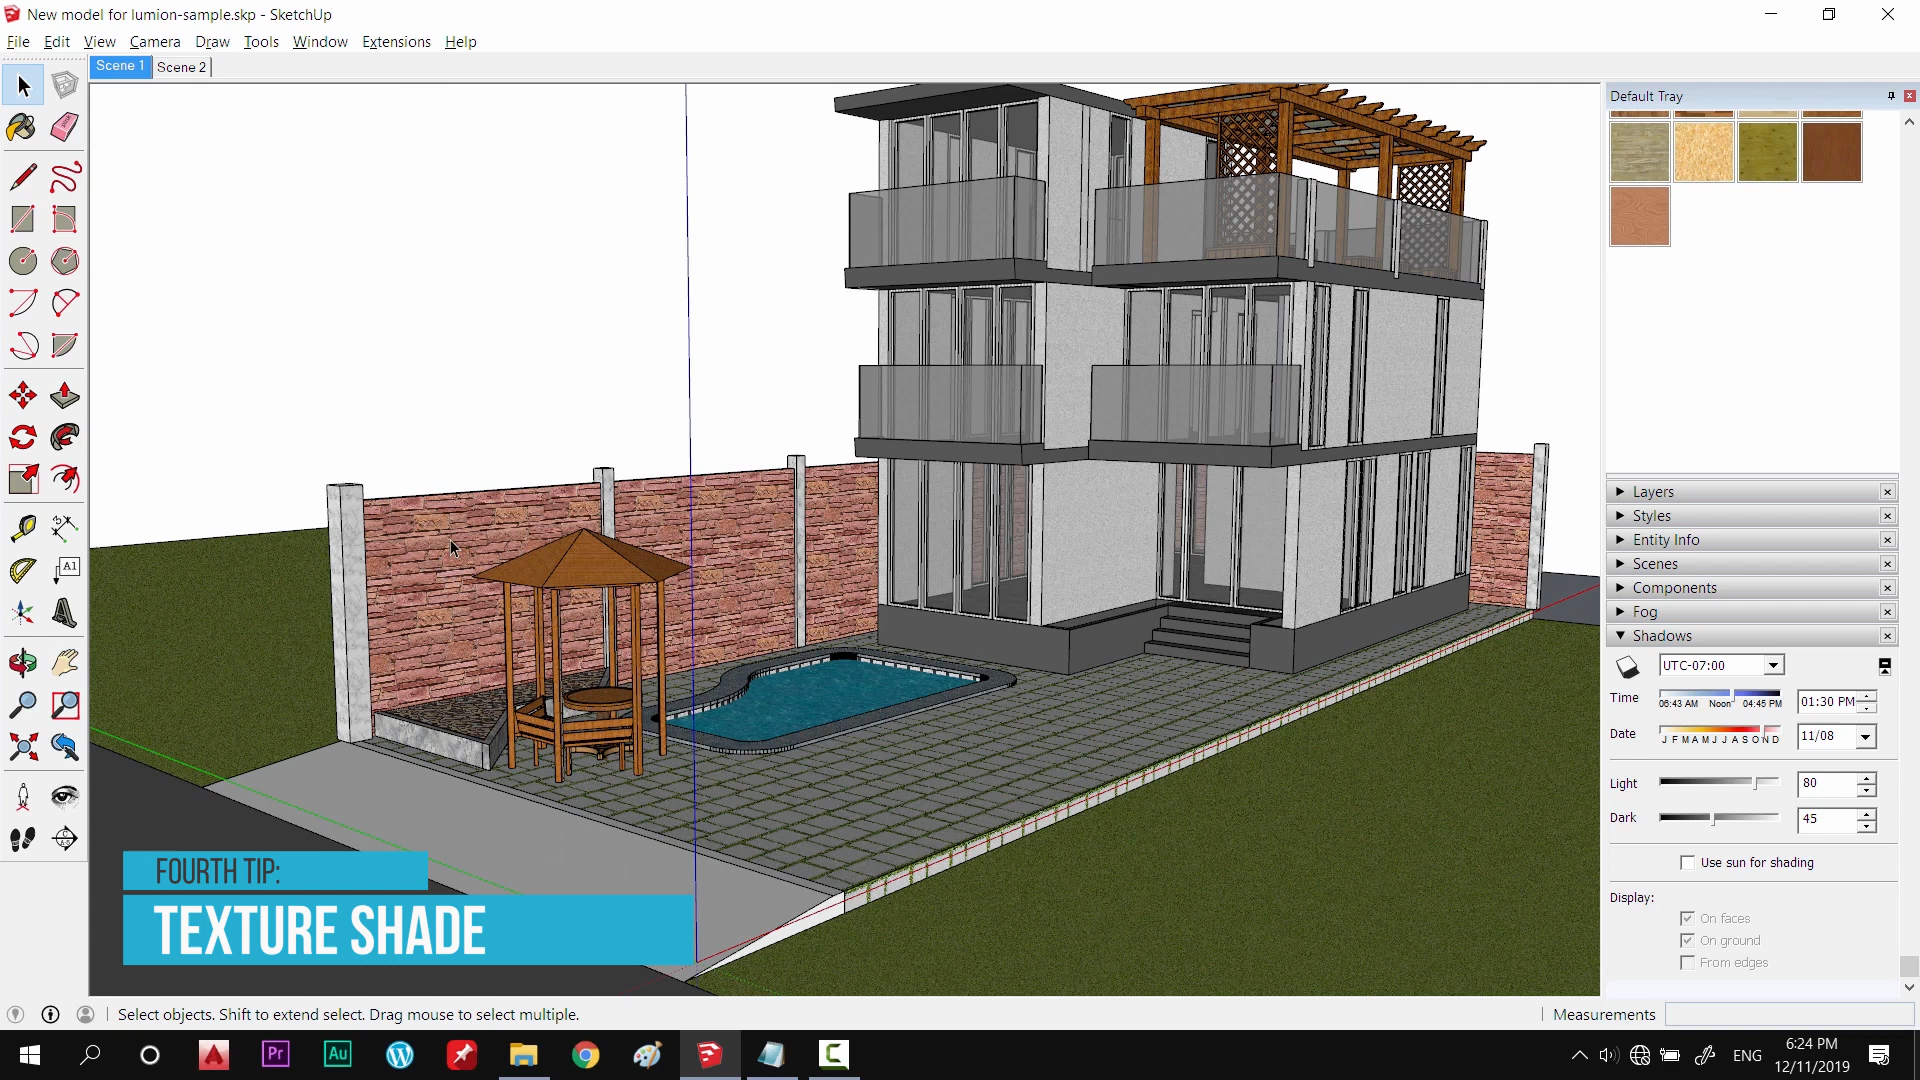 New model for lumion-sample.skp - SketchUp
File Edit View Camera Draw Tools Window Extensions Help
Scene 1 Scene 2
Default Tray
A1
Layers
Styles
Entity Info
Scenes
Components
Fog
Shadows
UTC-07:00
Time
06:43 AM Noon 04:45 PM
01:30 PM
Date
J F M A M J J A S O N D
11/08
Light
80
Dark
45
Use sun for shading
Display:
On faces
On ground
From edges
FOURTH TIP:
TEXTURE SHADE
Select objects. Shift to extend select. Drag mouse to select multiple.
Measurements
Pr
Au
ENG
6:24 PM
12/11/2019